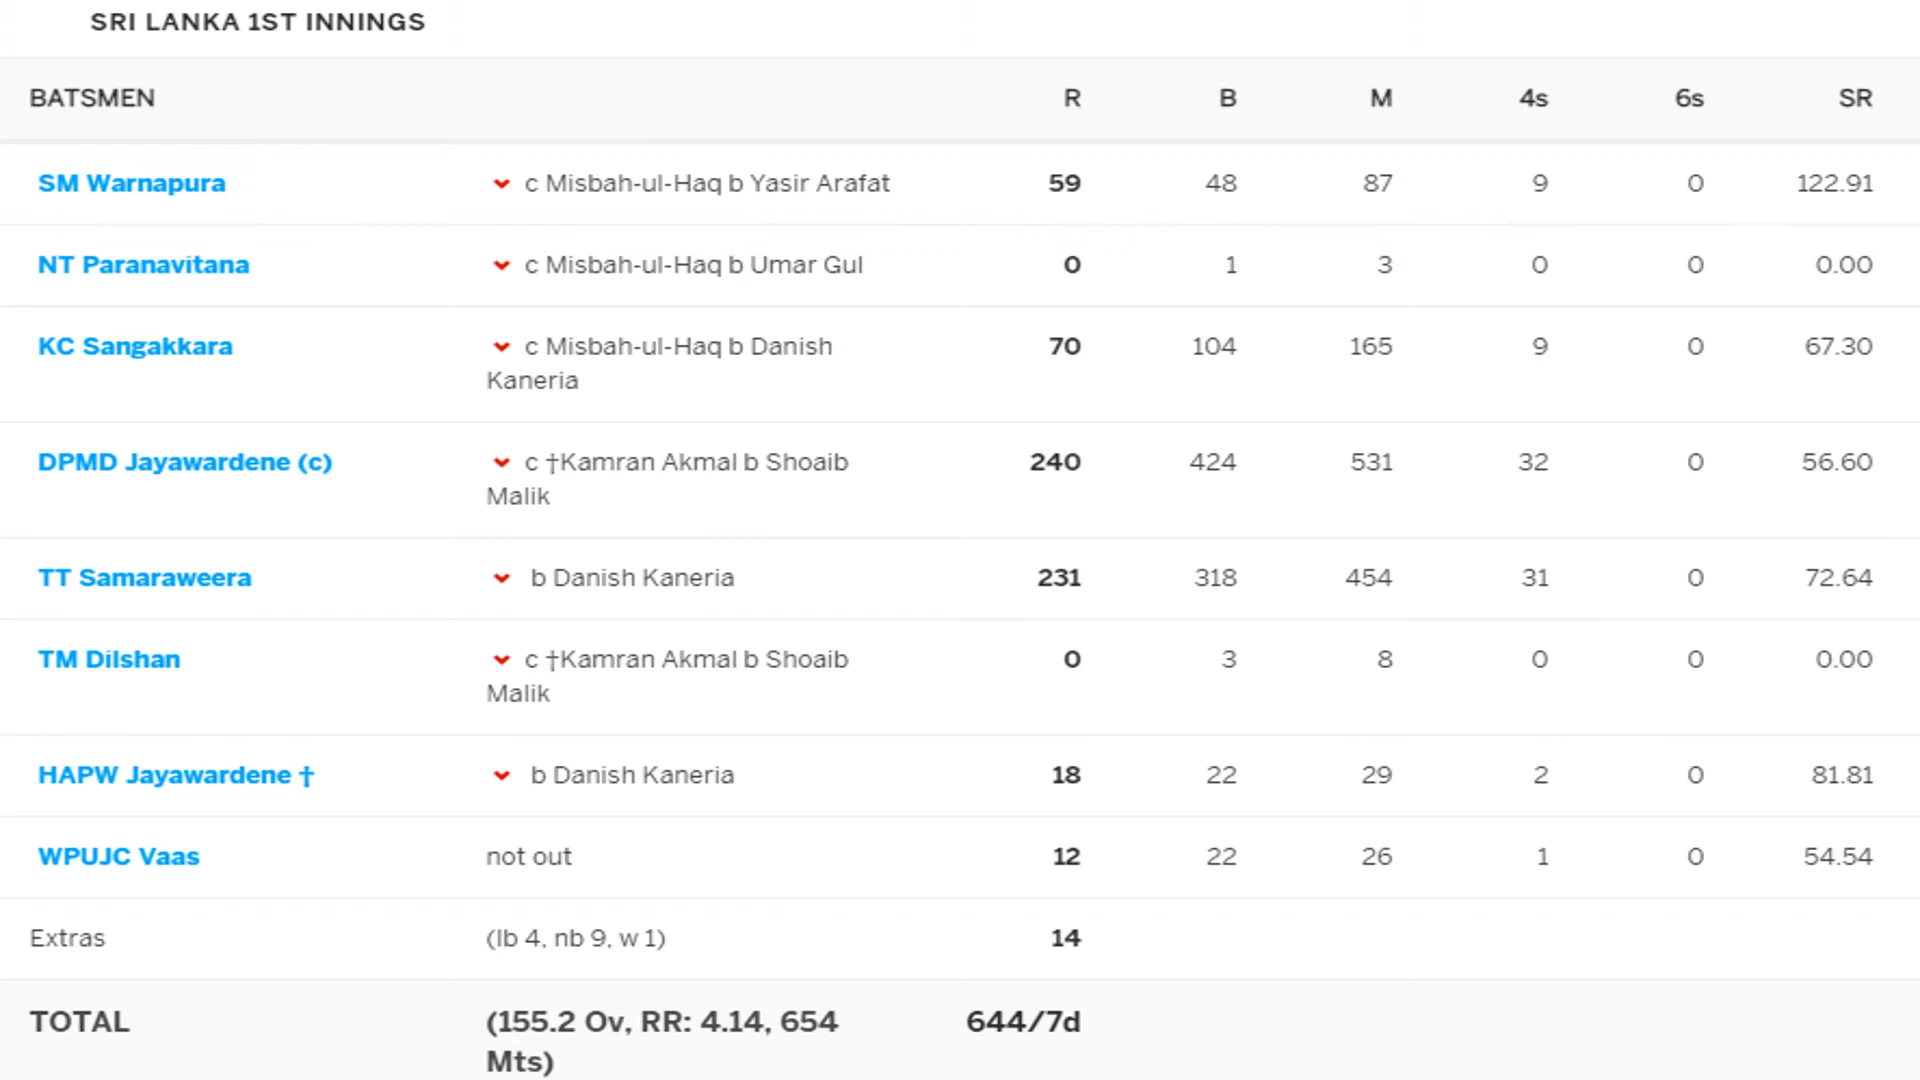 SRI LANKA 1ST INNINGS
BATSMEN R B M 4s 6s SR
SM Warnapura c Misbah-ul-Haq b Yasir Arafat 59 48 87 9 0 122.91
NT Paranavitana c Misbah-ul-Haq b Umar Gul 0 1 3 0 0 0.00
KC Sangakkara c Misbah-ul-Haq b Danish 70 104 165 9 0 67.30
Kaneria
DPMD Jayawardene (c) c †Kamran Akmal b Shoaib 240 424 531 32 0 56.60
Malik
TT Samaraweera b Danish Kaneria 231 318 454 31 0 72.64
TM Dilshan c †Kamran Akmal b Shoaib 0 3 8 0 0 0.00
Malik
HAPW Jayawardene † b Danish Kaneria 18 22 29 2 0 81.81
WPUJC Vaas not out 12 22 26 1 0 54.54
Extras (lb 4, nb 9, w 1) 14
TOTAL (155.2 Ov, RR: 4.14, 654 644/7d
Mts)